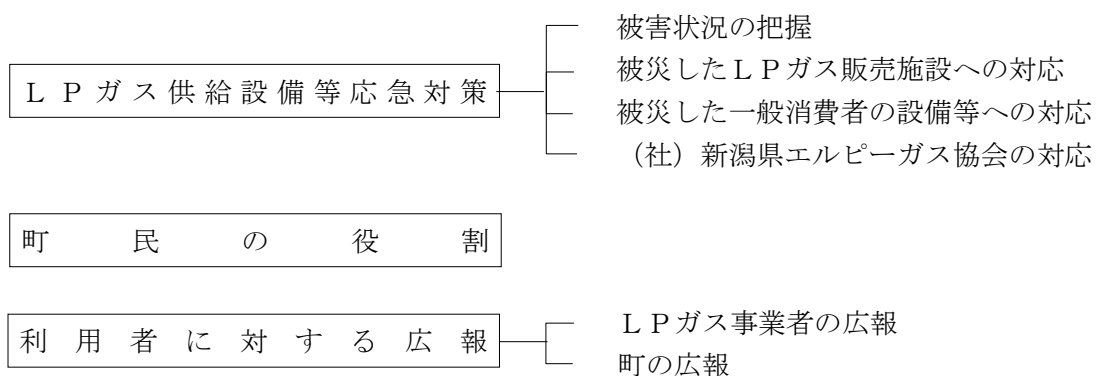 被害状況の把握
LPガス供給設備等応急対策
被災したLPガス販売施設への対応
被災した一般消費者の設備等への対応
（社）新潟県エルピーガス協会の対応
町民の役割
利用者に対する広報
LPガス事業者の広報
町の広報